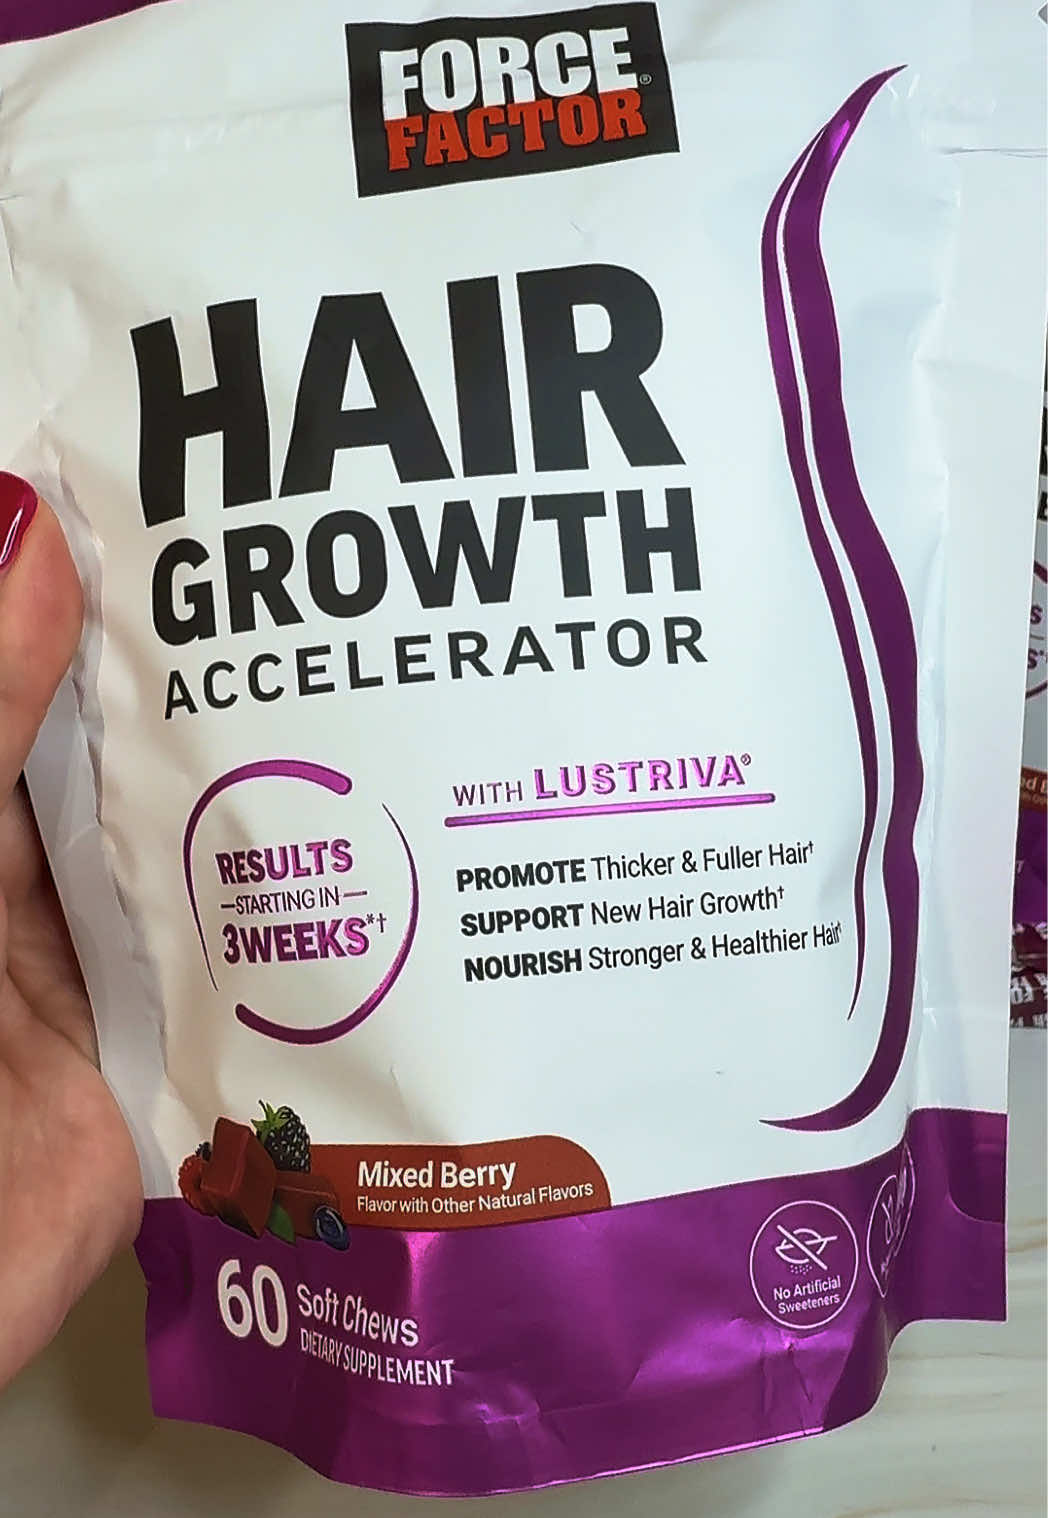 FORCE
FACTOR®
HAIR
GROWTH
ACCELERATOR
RESULTS
—STARTING IN—
3WEEKS*†
WITH LUSTRIVA®
PROMOTE Thicker & Fuller Hair†
SUPPORT New Hair Growth†
NOURISH Stronger & Healthier Hair†
Mixed Berry
Flavor with Other Natural Flavors
60 Soft Chews
DIETARY SUPPLEMENT
No Artificial
Sweeteners